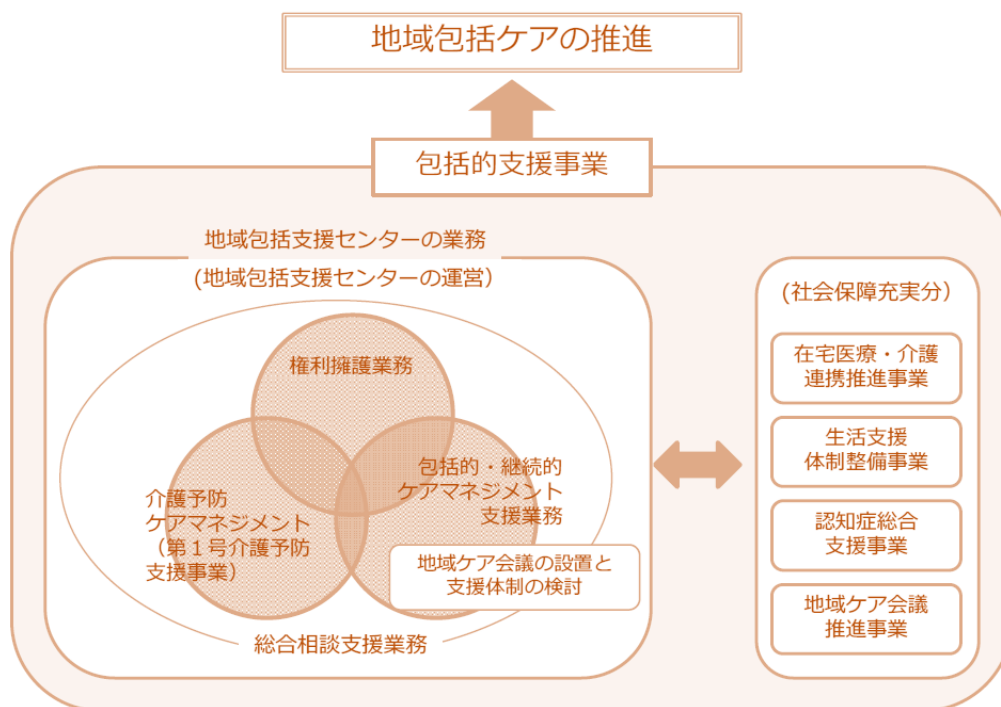 地域包括ケアの推進
包括的支援事業
地域包括支援センターの業務
(地域包括支援センターの運営）
権利擁護業務
包括的・継続的
ケアマネジメント
支援業務
介護予防
ケアマネジメント
（第１号介護予防
支援事業）
地域ケア会議の設置と
支援体制の検討
総合相談支援業務
(社会保障充実分）
在宅医療・介護
連携推進事業
生活支援
体制整備事業
認知症総合
支援事業
地域ケア会議
推進事業